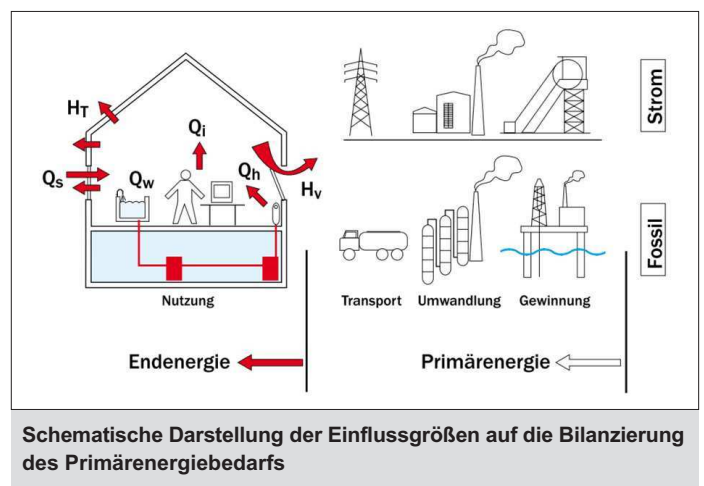 H_T
Q_i
Q_s
Q_w
Q_h
H_v
Nutzung
Strom
Fossil
Transport Umwandlung Gewinnung
Endenergie
Primärenergie
Schematische Darstellung der Einflussgrößen auf die Bilanzierung
des Primärenergiebedarfs